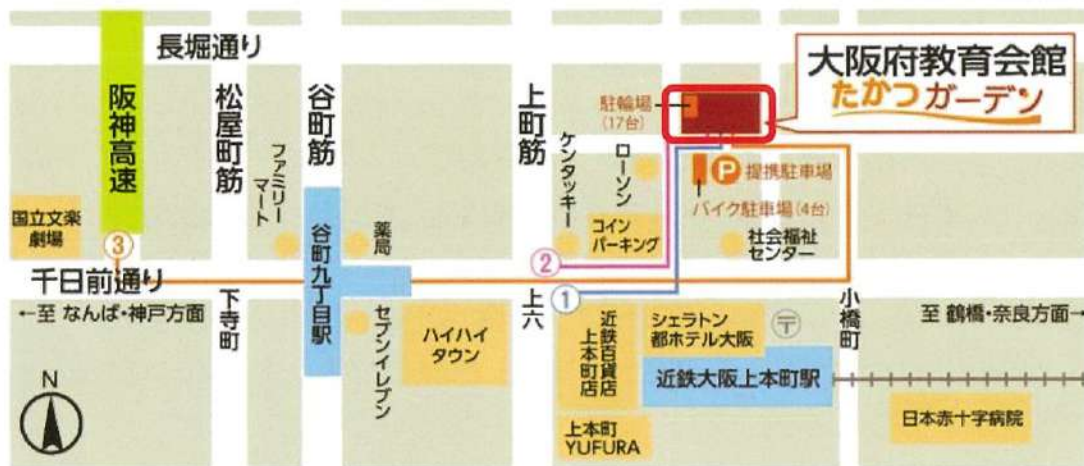 長堀通り
阪神高速
松屋町筋
谷町筋
上町筋
大阪府教育会館
たかつガーデン
駐輪場
(17台)
ファミリー
マート
薬局
ケンタッキー
ローソン
P 提携駐車場
バイク駐車場(4台)
国立文楽
劇場
コイン
パーキング
社会福祉
センター
谷町九丁目駅
③
②
①
千日前通り
←至 なんば・神戸方面
下寺町
セブンイレブン
ハイハイ
タウン
上六
近鉄百貨店
上本町店
シェラトン
都ホテル大阪
〒
小橋町
至 鶴橋・奈良方面→
近鉄大阪上本町駅
N
上本町
YUFURA
日本赤十字病院